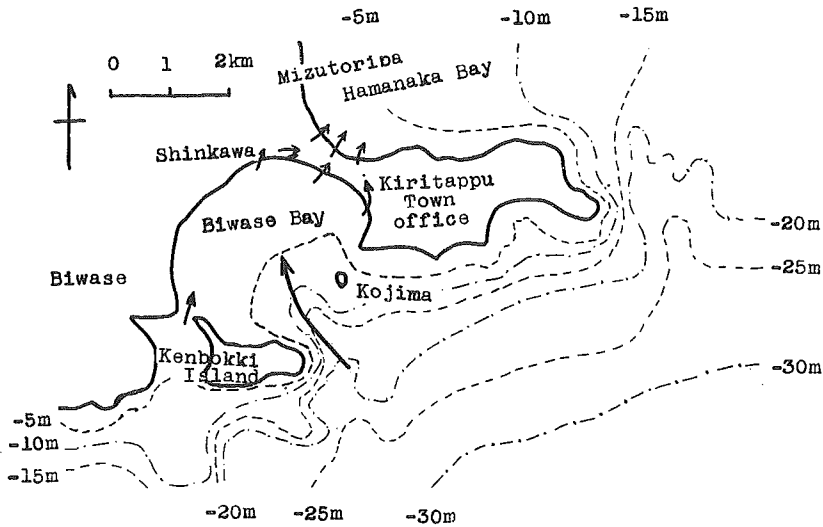 -5m
-10m
-15m
0 1 2km
Mizutoriba
Hamanaka Bay
Shinkawa
Kiritappu
Town
office
Biwase Bay
-20m
-25m
Biwase
Kojima
Kenbokki
Island
-30m
-5m
-10m
-15m
-20m
-25m
-30m